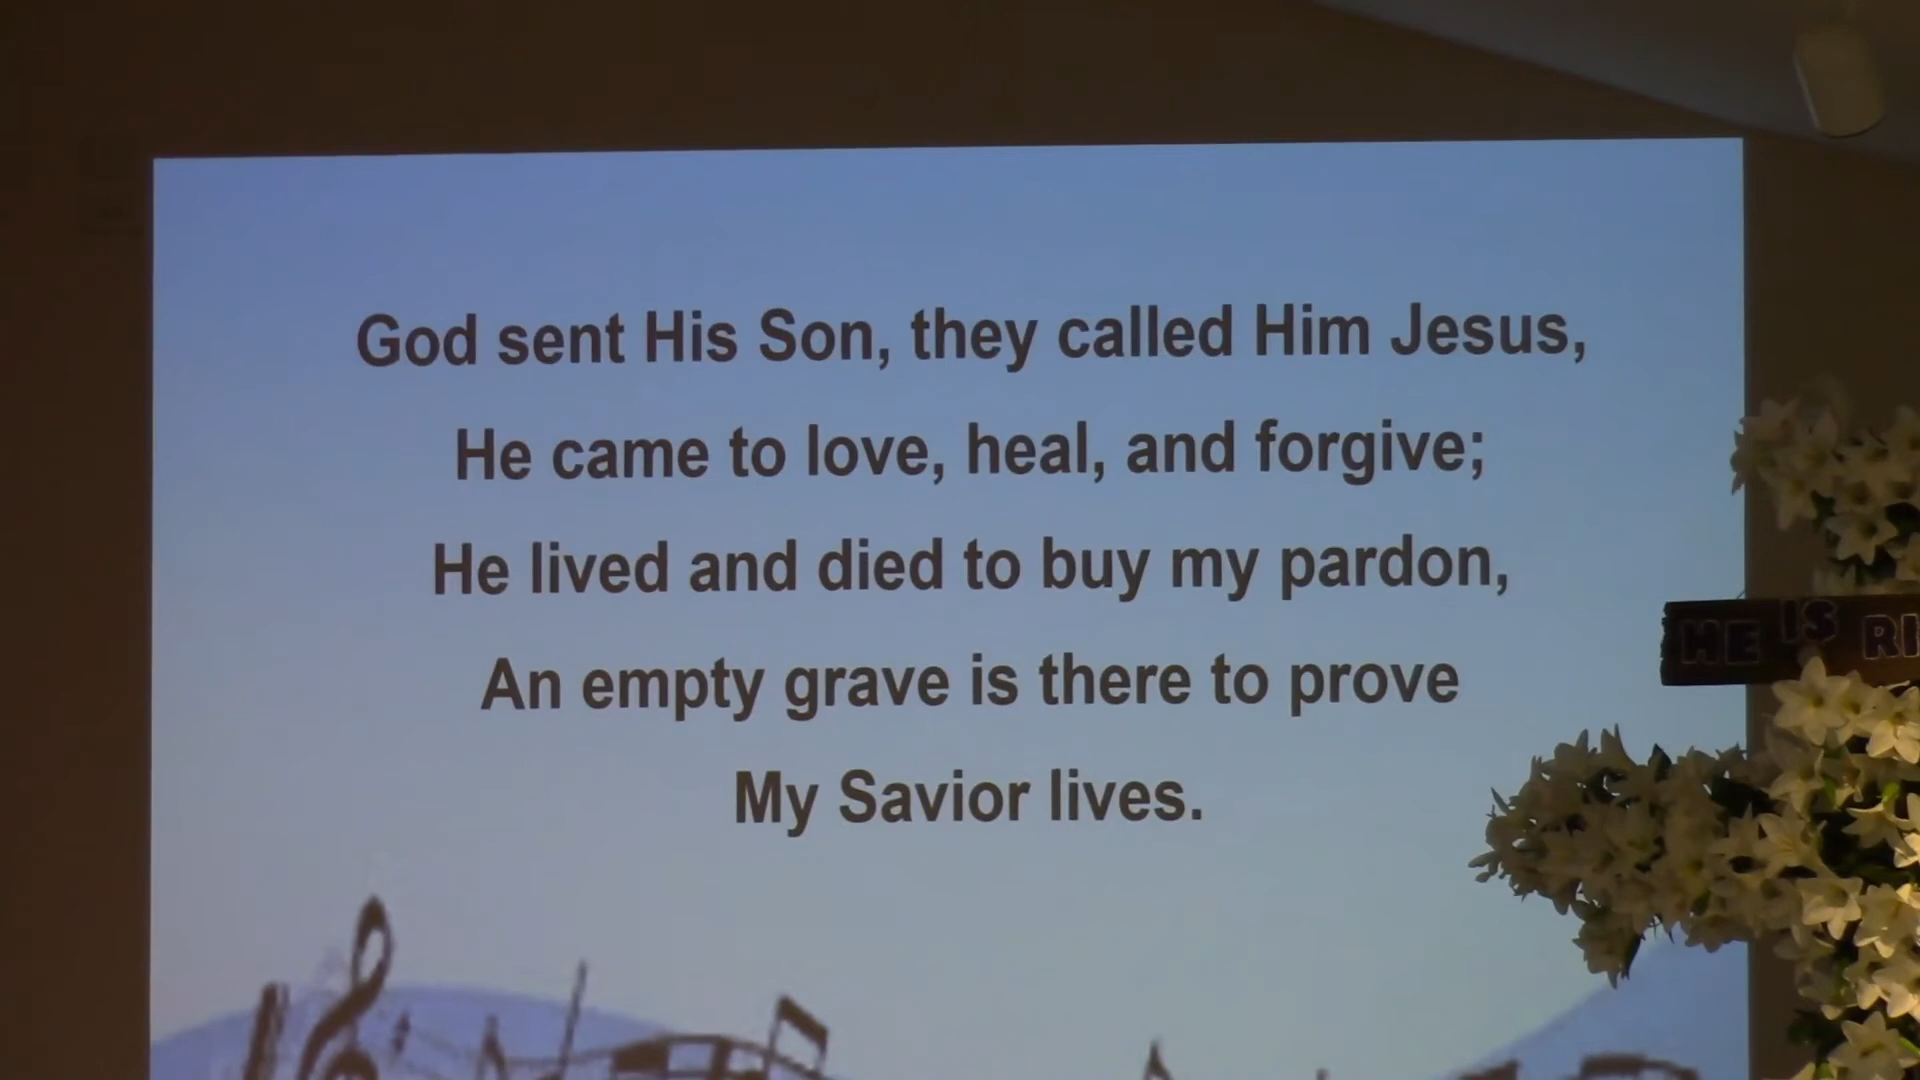 God sent His Son, they called Him Jesus,
He came to love, heal, and forgive;
He lived and died to buy my pardon,
An empty grave is there to prove
My Savior lives.
HE IS RI